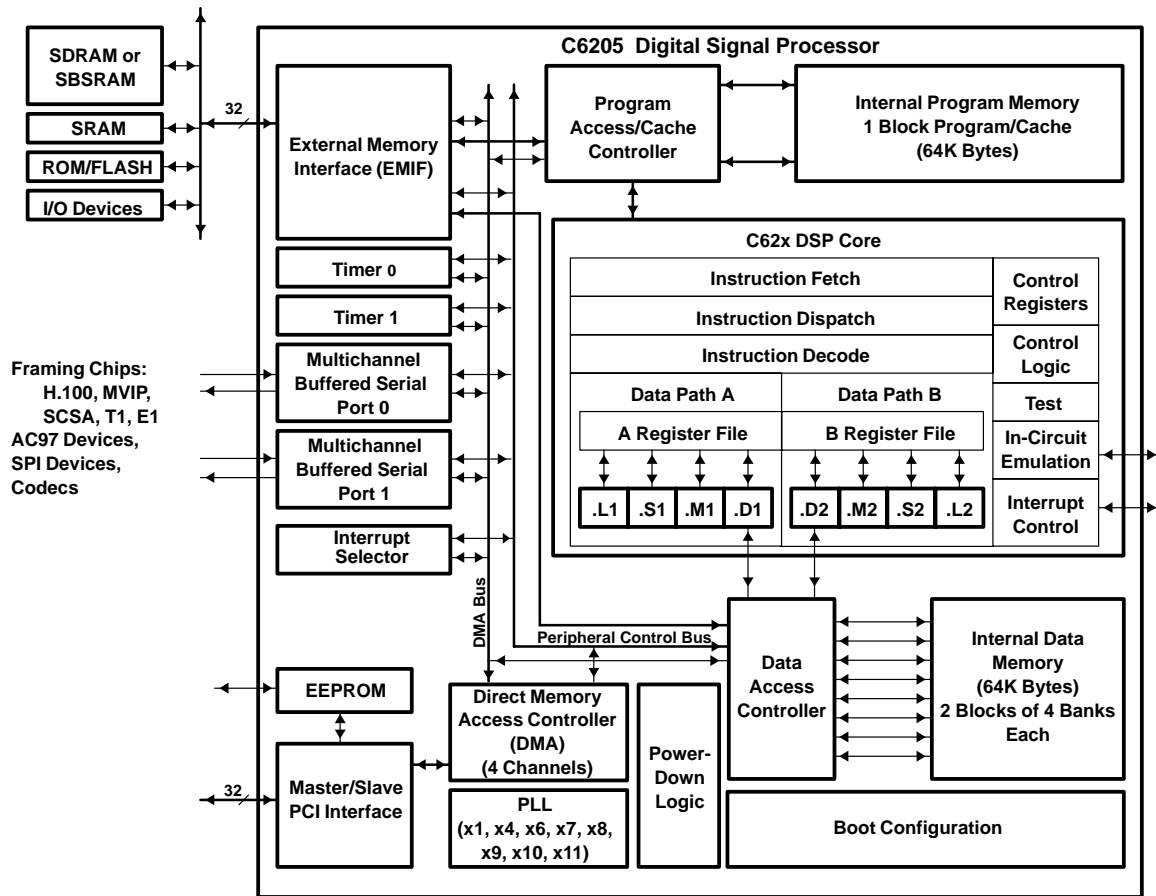 C6205 Digital Signal Processor
SDRAM or
SBSRAM
SRAM
ROM/FLASH
I/O Devices
32
External Memory
Interface (EMIF)
Program
Access/Cache
Controller
Internal Program Memory
1 Block Program/Cache
(64K Bytes)
Timer 0
Timer 1
Framing Chips:
H.100, MVIP,
SCSA, T1, E1
AC97 Devices,
SPI Devices,
Codecs
Multichannel
Buffered Serial
Port 0
Multichannel
Buffered Serial
Port 1
Interrupt
Selector
C62x DSP Core
Instruction Fetch
Instruction Dispatch
Instruction Decode
Data Path A
Data Path B
A Register File
B Register File
.L1
.S1
.M1
.D1
.D2
.M2
.S2
.L2
Control
Registers
Control
Logic
Test
In-Circuit
Emulation
Interrupt
Control
DMA Bus
Peripheral Control Bus
EEPROM
32
Master/Slave
PCI Interface
Direct Memory
Access Controller
(DMA)
(4 Channels)
PLL
(x1, x4, x6, x7, x8,
x9, x10, x11)
Power-
Down
Logic
Data
Access
Controller
Internal Data
Memory
(64K Bytes)
2 Blocks of 4 Banks
Each
Boot Configuration